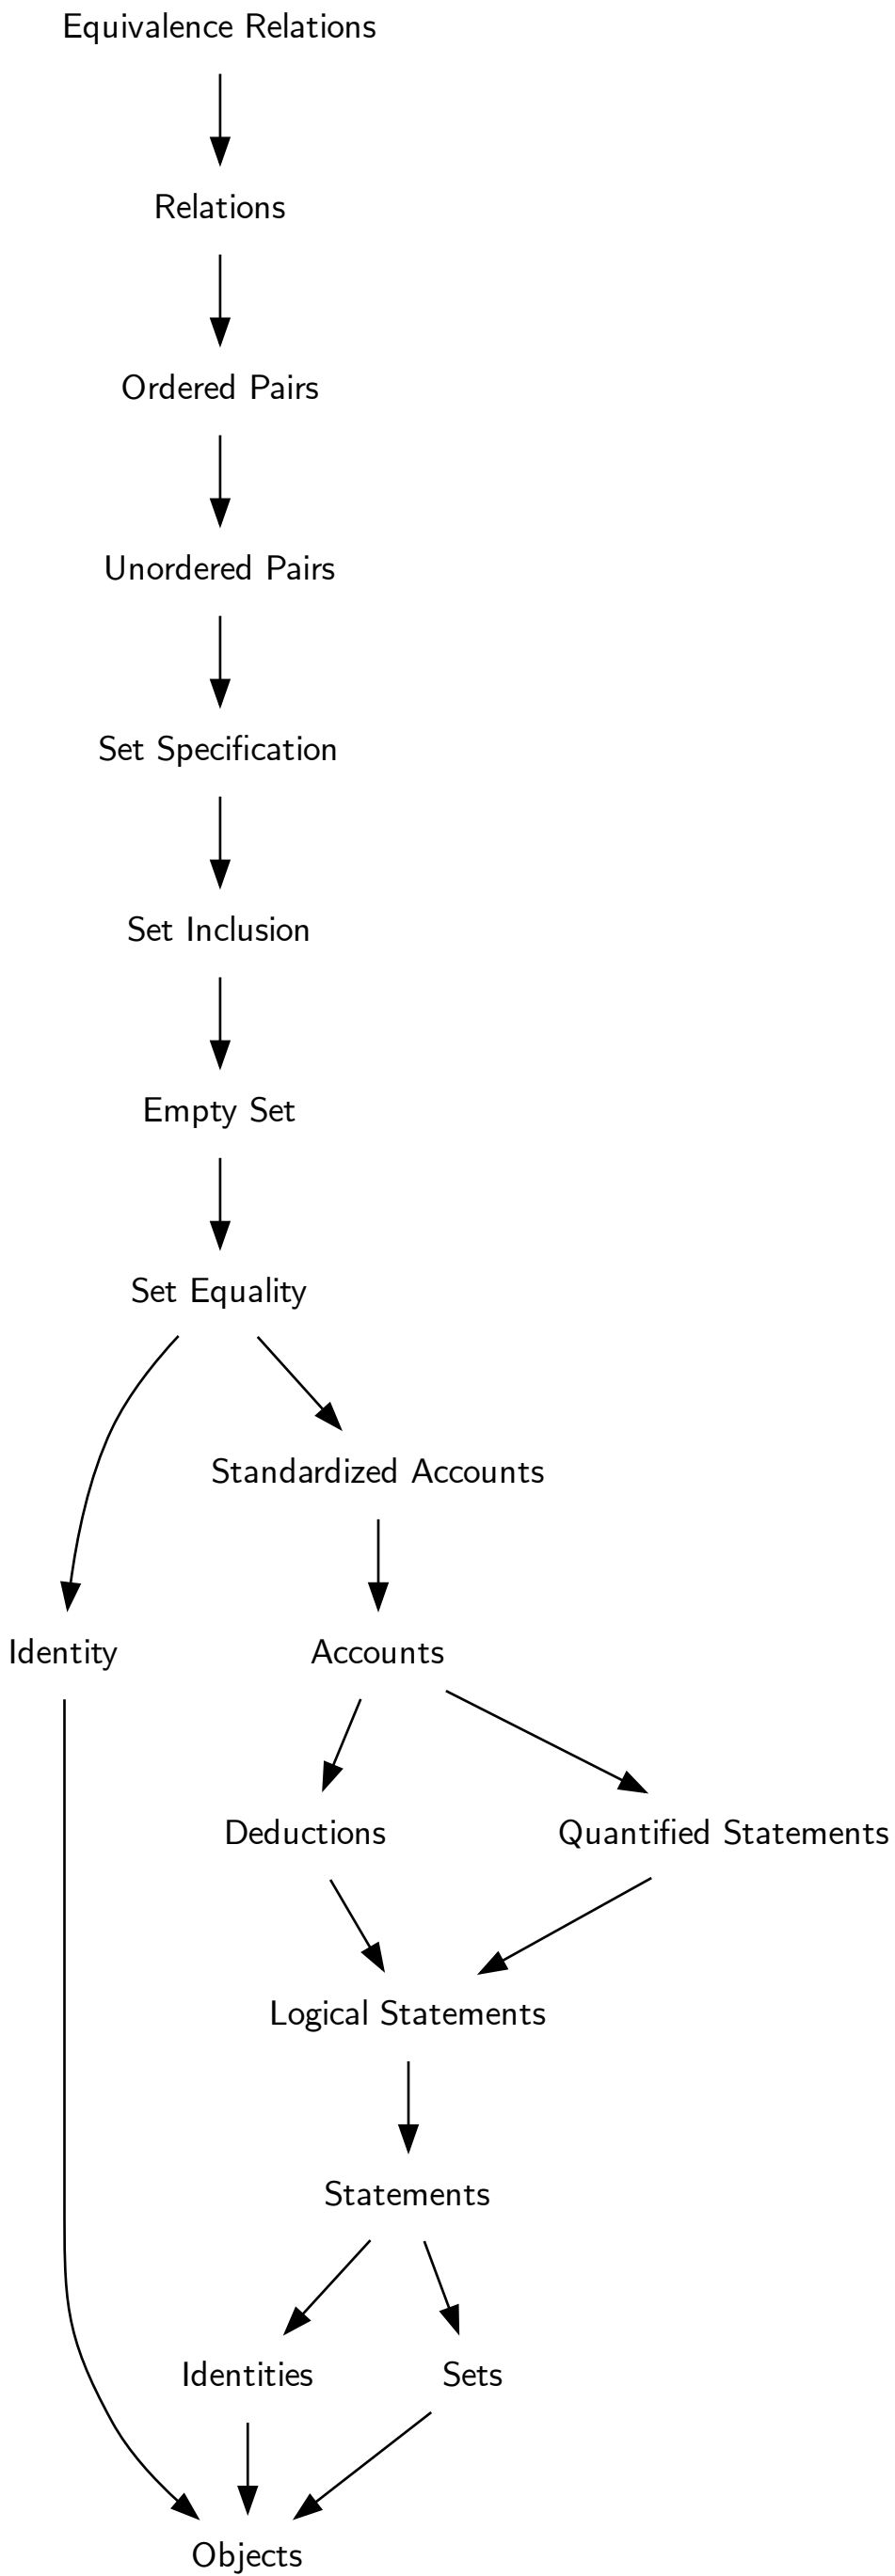 Equivalence Relations
Relations
Ordered Pairs
Unordered Pairs
Set Specification
Set Inclusion
Empty Set
Set Equality
Standardized Accounts
Identity
Accounts
Deductions
Quantified Statements
Logical Statements
Statements
Identities
Sets
Objects